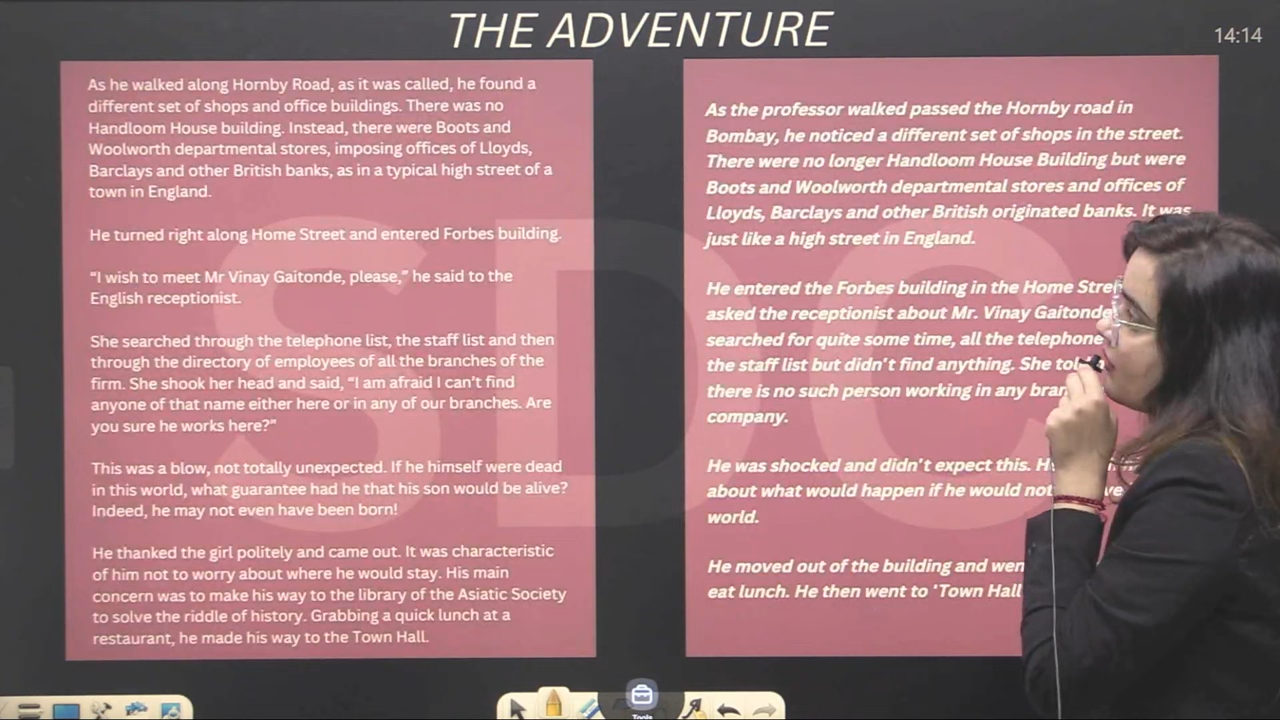 THE ADVENTURE
14:14
As he walked along Hornby Road, as it was called, he found a
different set of shops and office buildings. There was no
Handloom House building. Instead, there were Boots and
Woolworth departmental stores, imposing offices of Lloyds,
Barclays and other British banks, as in a typical high street of a
town in England.
He turned right along Home Street and entered Forbes building.
“I wish to meet Mr Vinay Gaitonde, please,” he said to the
English receptionist.
She searched through the telephone list, the staff list and then
through the directory of employees of all the branches of the
firm. She shook her head and said, “I am afraid I can’t find
anyone of that name either here or in any of our branches. Are
you sure he works here?”
This was a blow, not totally unexpected. If he himself were dead
in this world, what guarantee had he that his son would be alive?
Indeed, he may not even have been born!
He thanked the girl politely and came out. It was characteristic
of him not to worry about where he would stay. His main
concern was to make his way to the library of the Asiatic Society
to solve the riddle of history. Grabbing a quick lunch at a
restaurant, he made his way to the Town Hall.
As the professor walked passed the Hornby road in
Bombay, he noticed a different set of shops in the street.
There were no longer Handloom House Building but were
Boots and Woolworth departmental stores and offices of
Lloyds, Barclays and other British originated banks. It was
just like a high street in England.
He entered the Forbes building in the Home
asked the receptionist about Mr. Vinay Gaitonde
searched for quite some time, all the telephone
the staff list but didn't find anything. She
there is no such person working in any
company.
He was shocked and didn't expect this.
about what would happen if he would not
world.
He moved out of the building and
eat lunch. He then went to 'Town Hall
SDC
Tools